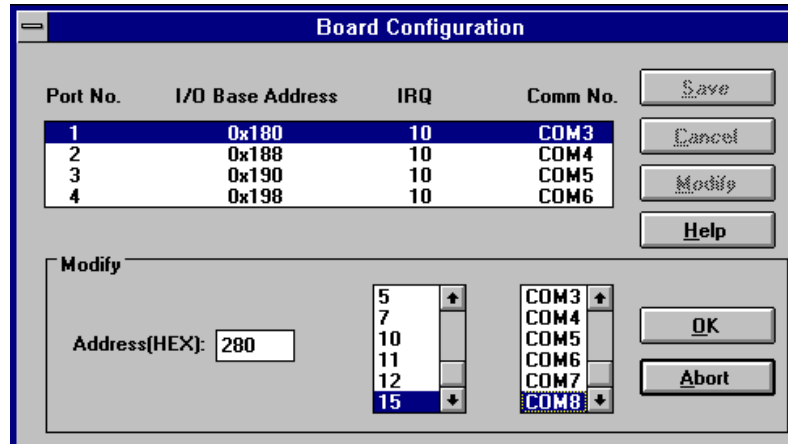 Board Configuration
Port No. I/O Base Address IRQ Comm No.
1 0x180 10 COM3
2 0x188 10 COM4
3 0x190 10 COM5
4 0x198 10 COM6
Save
Cancel
Modify
Help
Modify
Address(HEX): 280
5
7
10
11
12
15
COM3
COM4
COM5
COM6
COM7
COM8
OK
Abort